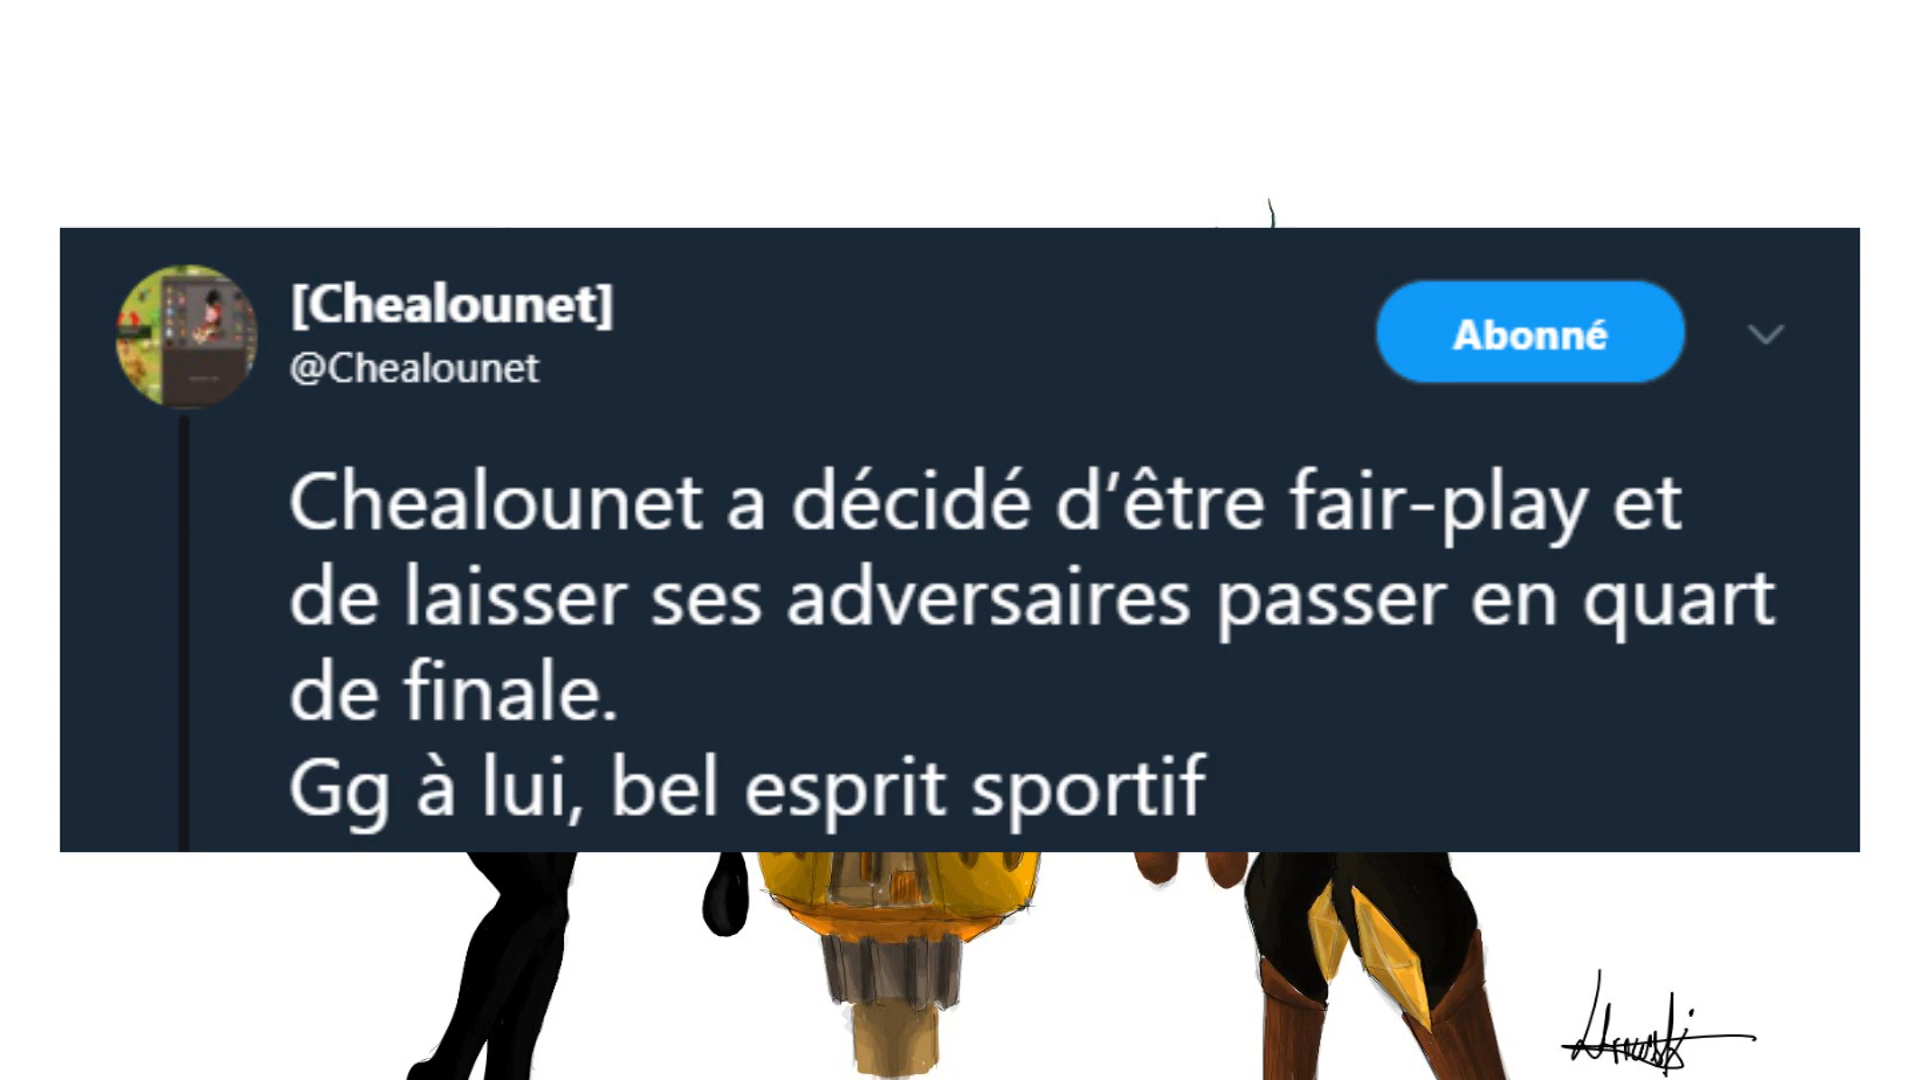 [Chealounet]
@Chealounet
Abonné
Chealounet a décidé d’être fair-play et
de laisser ses adversaires passer en quart
de finale.
Gg à lui, bel esprit sportif